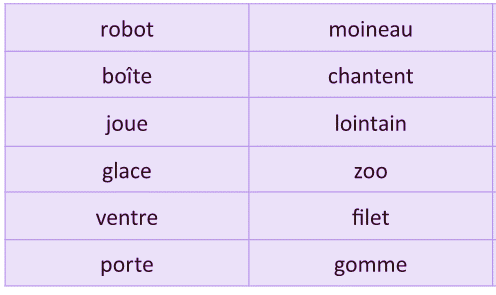 robot moineau
boîte chantent
joue lointain
glace zoo
ventre filet
porte gomme